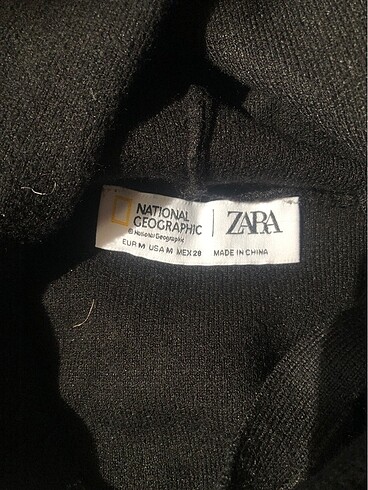 NATIONAL
GEOGRAPHIC
© National Geographic
ZARA
EUR M USA M MEX 28 MADE IN CHINA